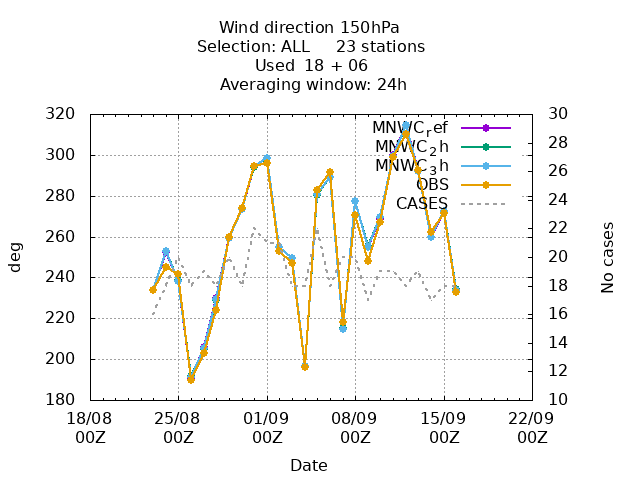 Wind direction 150hPa
Selection: ALL 23 stations
Used 18 + 06
Averaging window: 24h
320
300
280
260
240
220
200
180
30
28
26
24
22
20
18
16
14
12
10
MNWC_ref
MNWC_2h
MNWC_3h
OBS
CASES
deg
No cases
18/08 25/08 01/09 08/09 15/09 22/09
00Z 00Z 00Z 00Z 00Z 00Z
Date